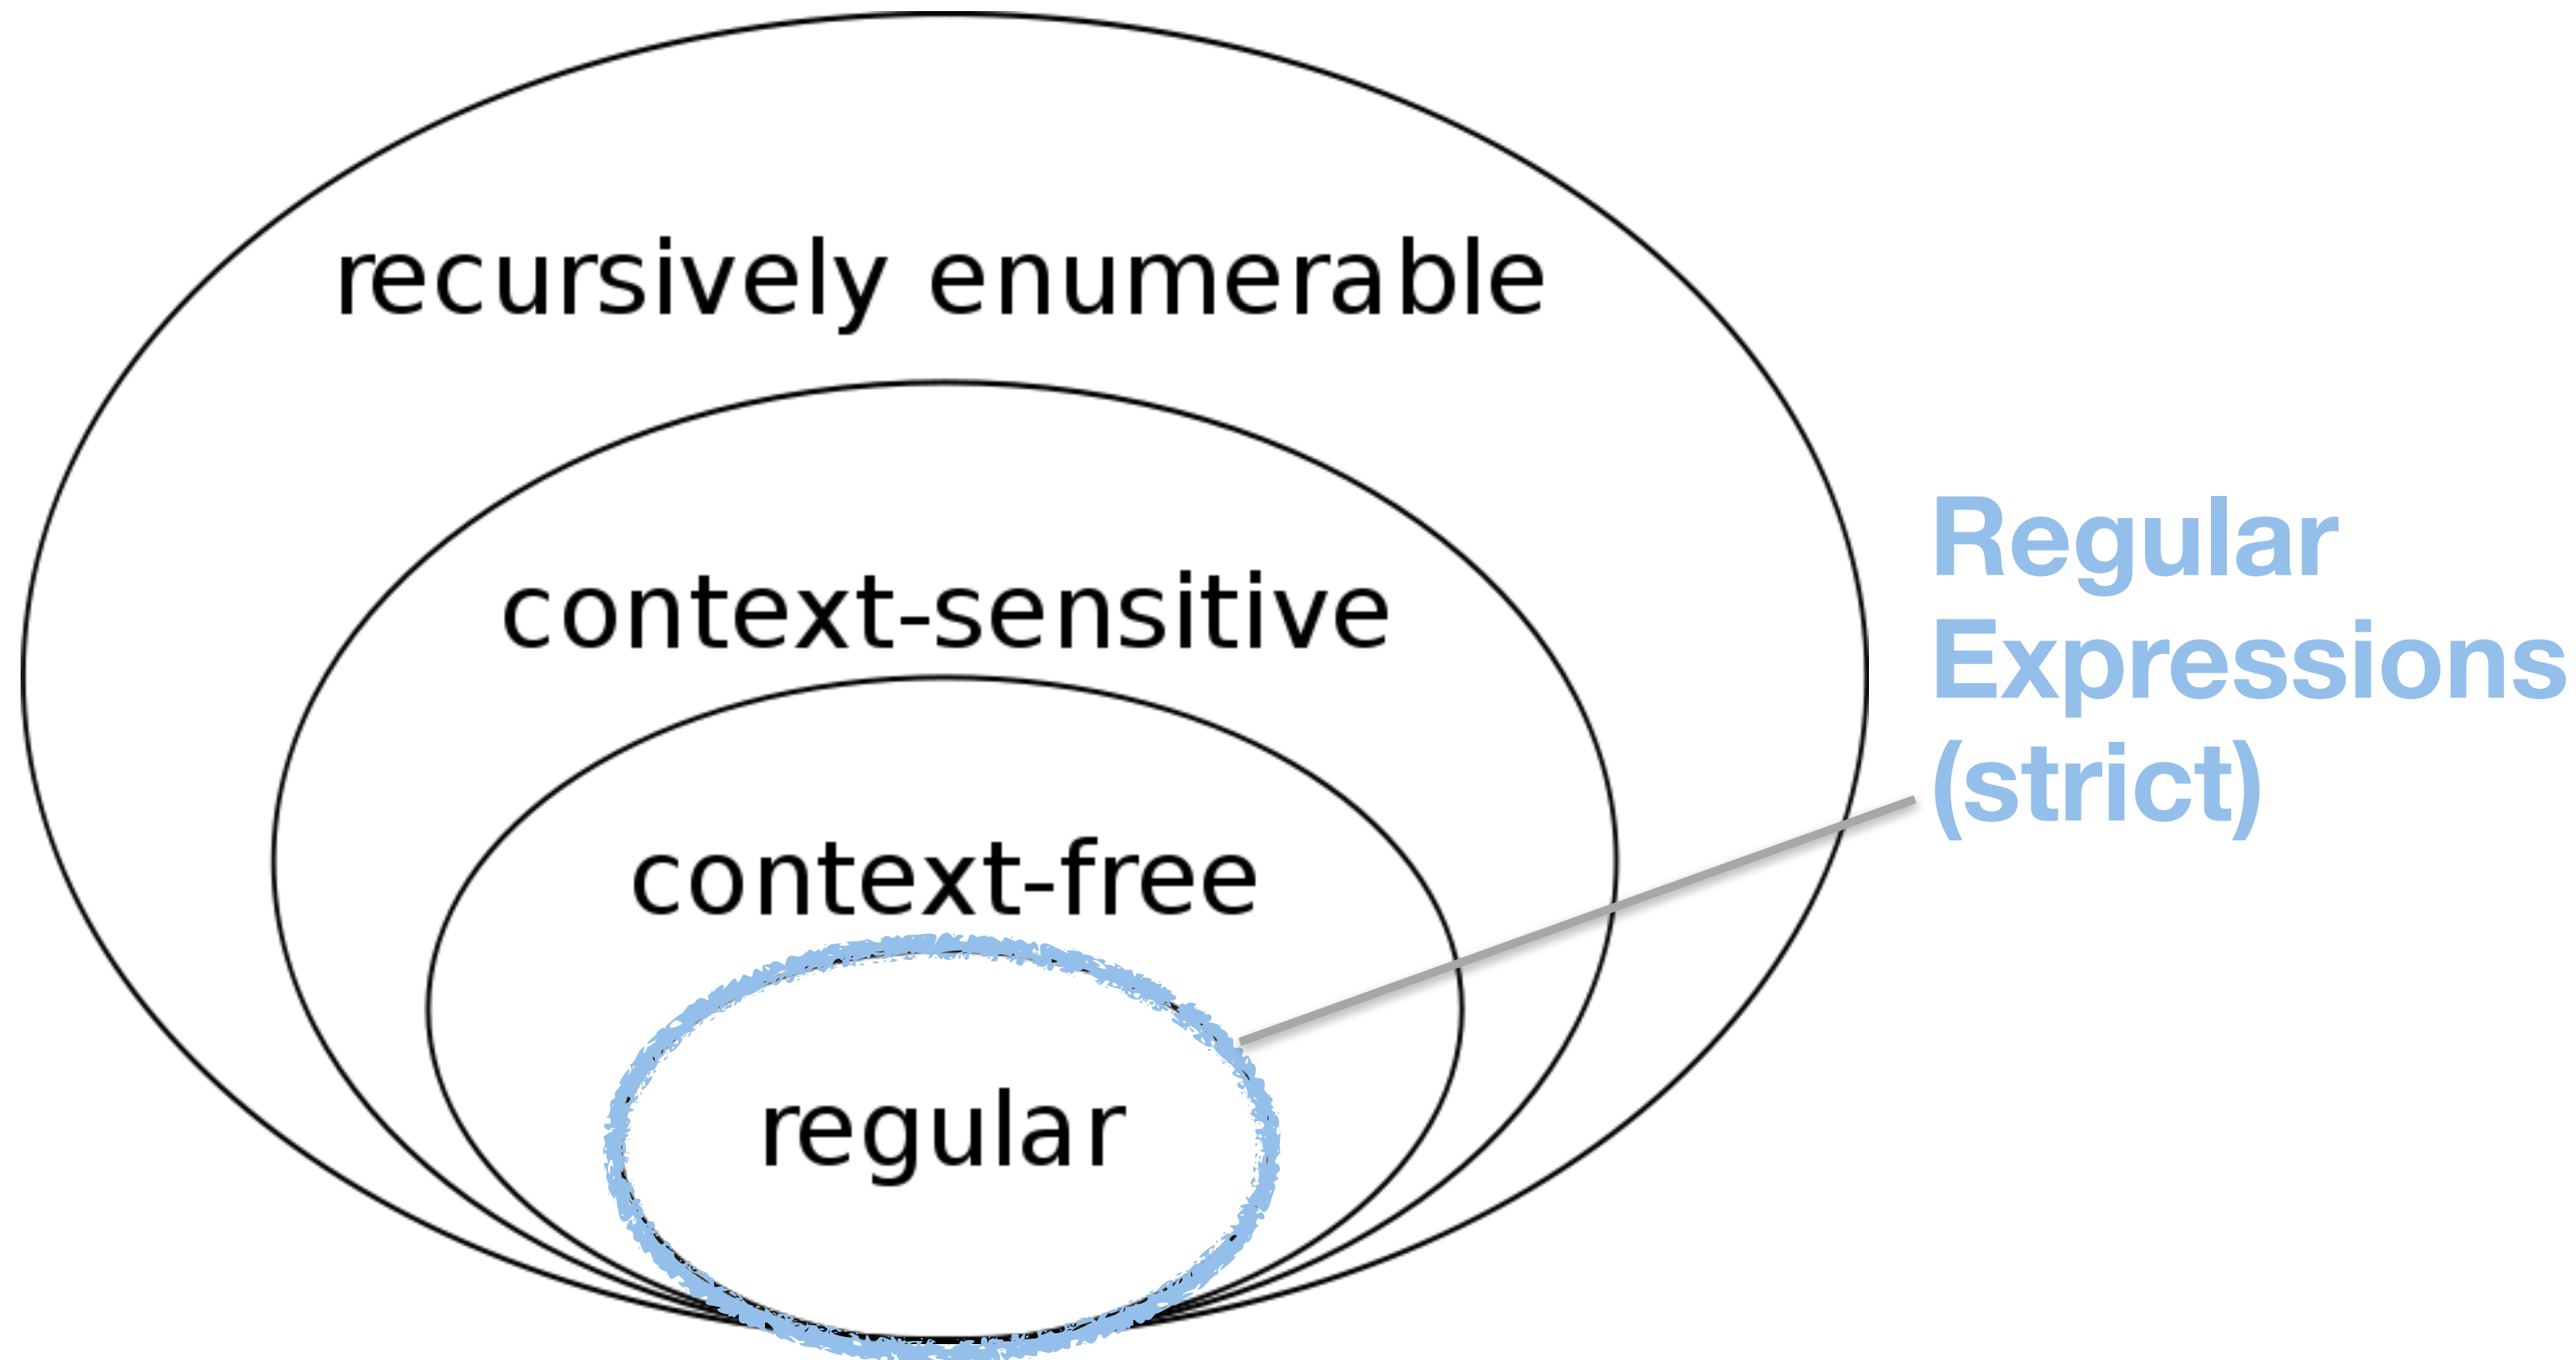 recursively enumerable
context-sensitive
context-free
regular
Regular
Expressions
(strict)